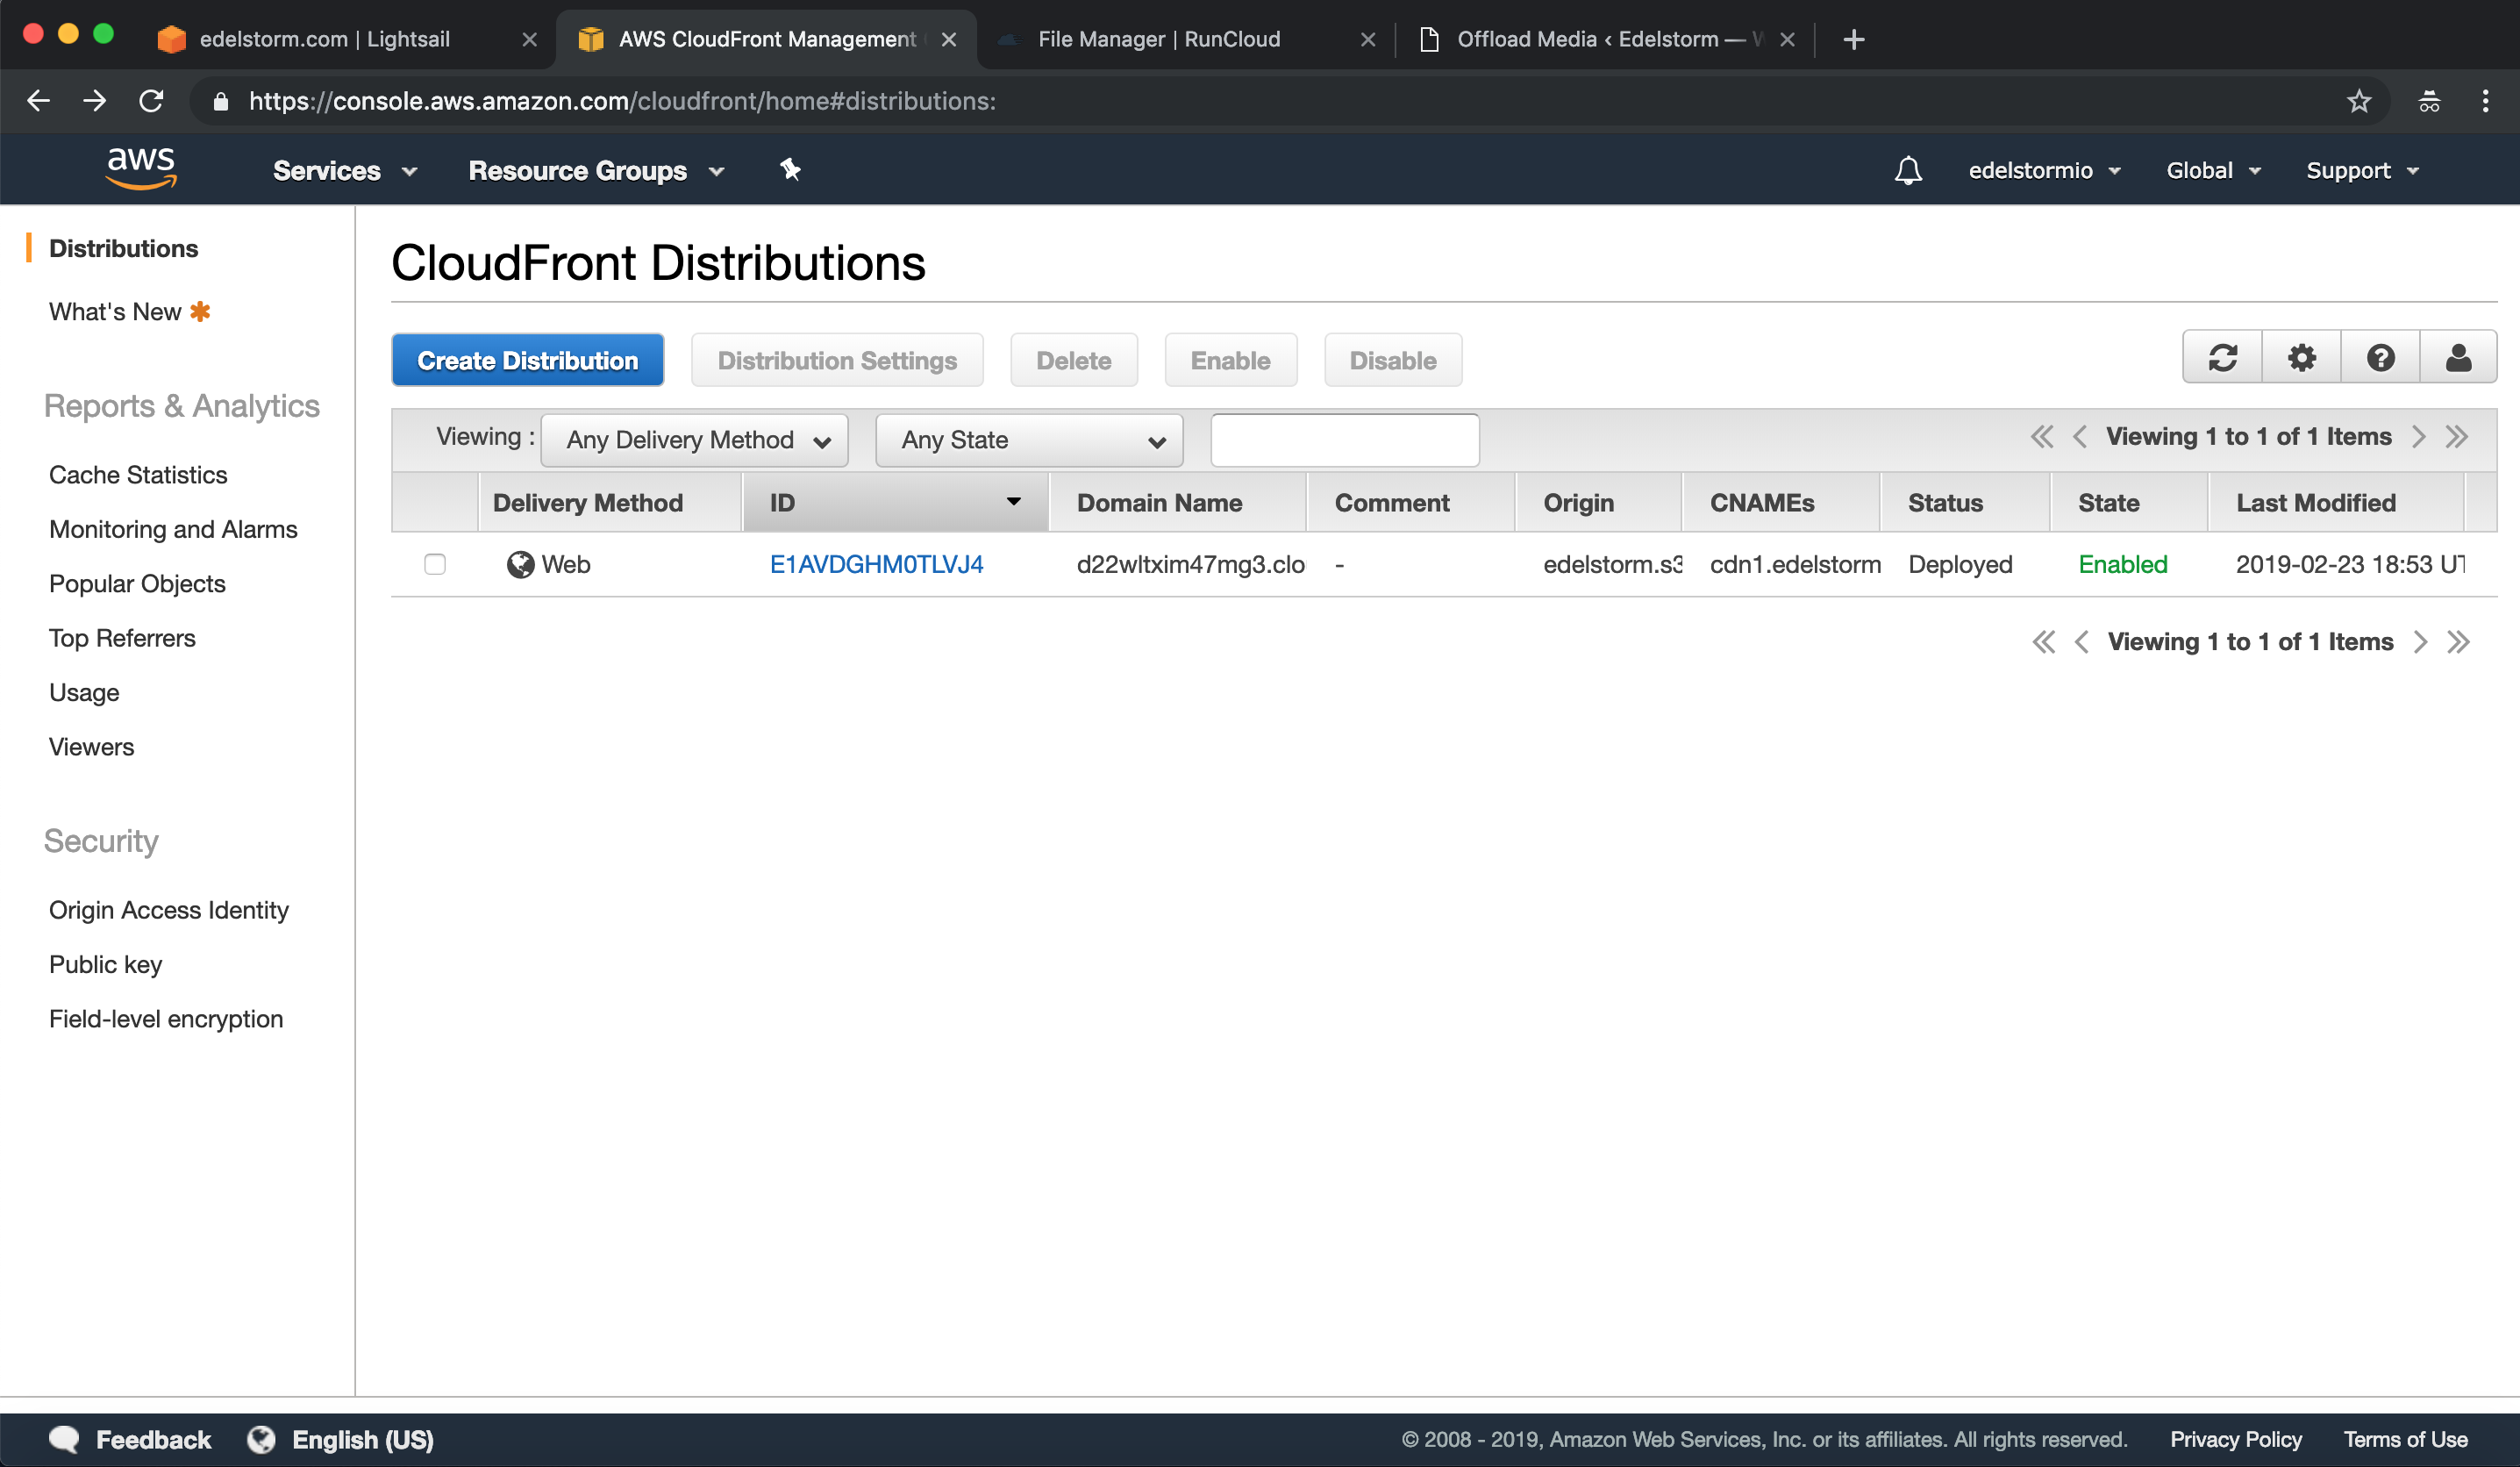 edelstorm.com | Lightsail
AWS CloudFront Management
File Manager | RunCloud
Offload Media ‹ Edelstorm — W
https://console.aws.amazon.com/cloudfront/home#distributions:
aws
Services
Resource Groups
edelstormio
Global
Support
Distributions
What's New
Reports & Analytics
Cache Statistics
Monitoring and Alarms
Popular Objects
Top Referrers
Usage
Viewers
Security
Origin Access Identity
Public key
Field-level encryption
CloudFront Distributions
Create Distribution
Distribution Settings
Delete
Enable
Disable
Viewing : Any Delivery Method Any State Viewing 1 to 1 of 1 Items
Delivery Method ID Domain Name Comment Origin CNAMEs Status State Last Modified
Web E1AVDGHM0TLVJ4 d22wltxim47mg3.clo - edelstorm.s3 cdn1.edelstorm Deployed Enabled 2019-02-23 18:53 UT
Viewing 1 to 1 of 1 Items
Feedback
English (US)
© 2008 - 2019, Amazon Web Services, Inc. or its affiliates. All rights reserved.
Privacy Policy
Terms of Use